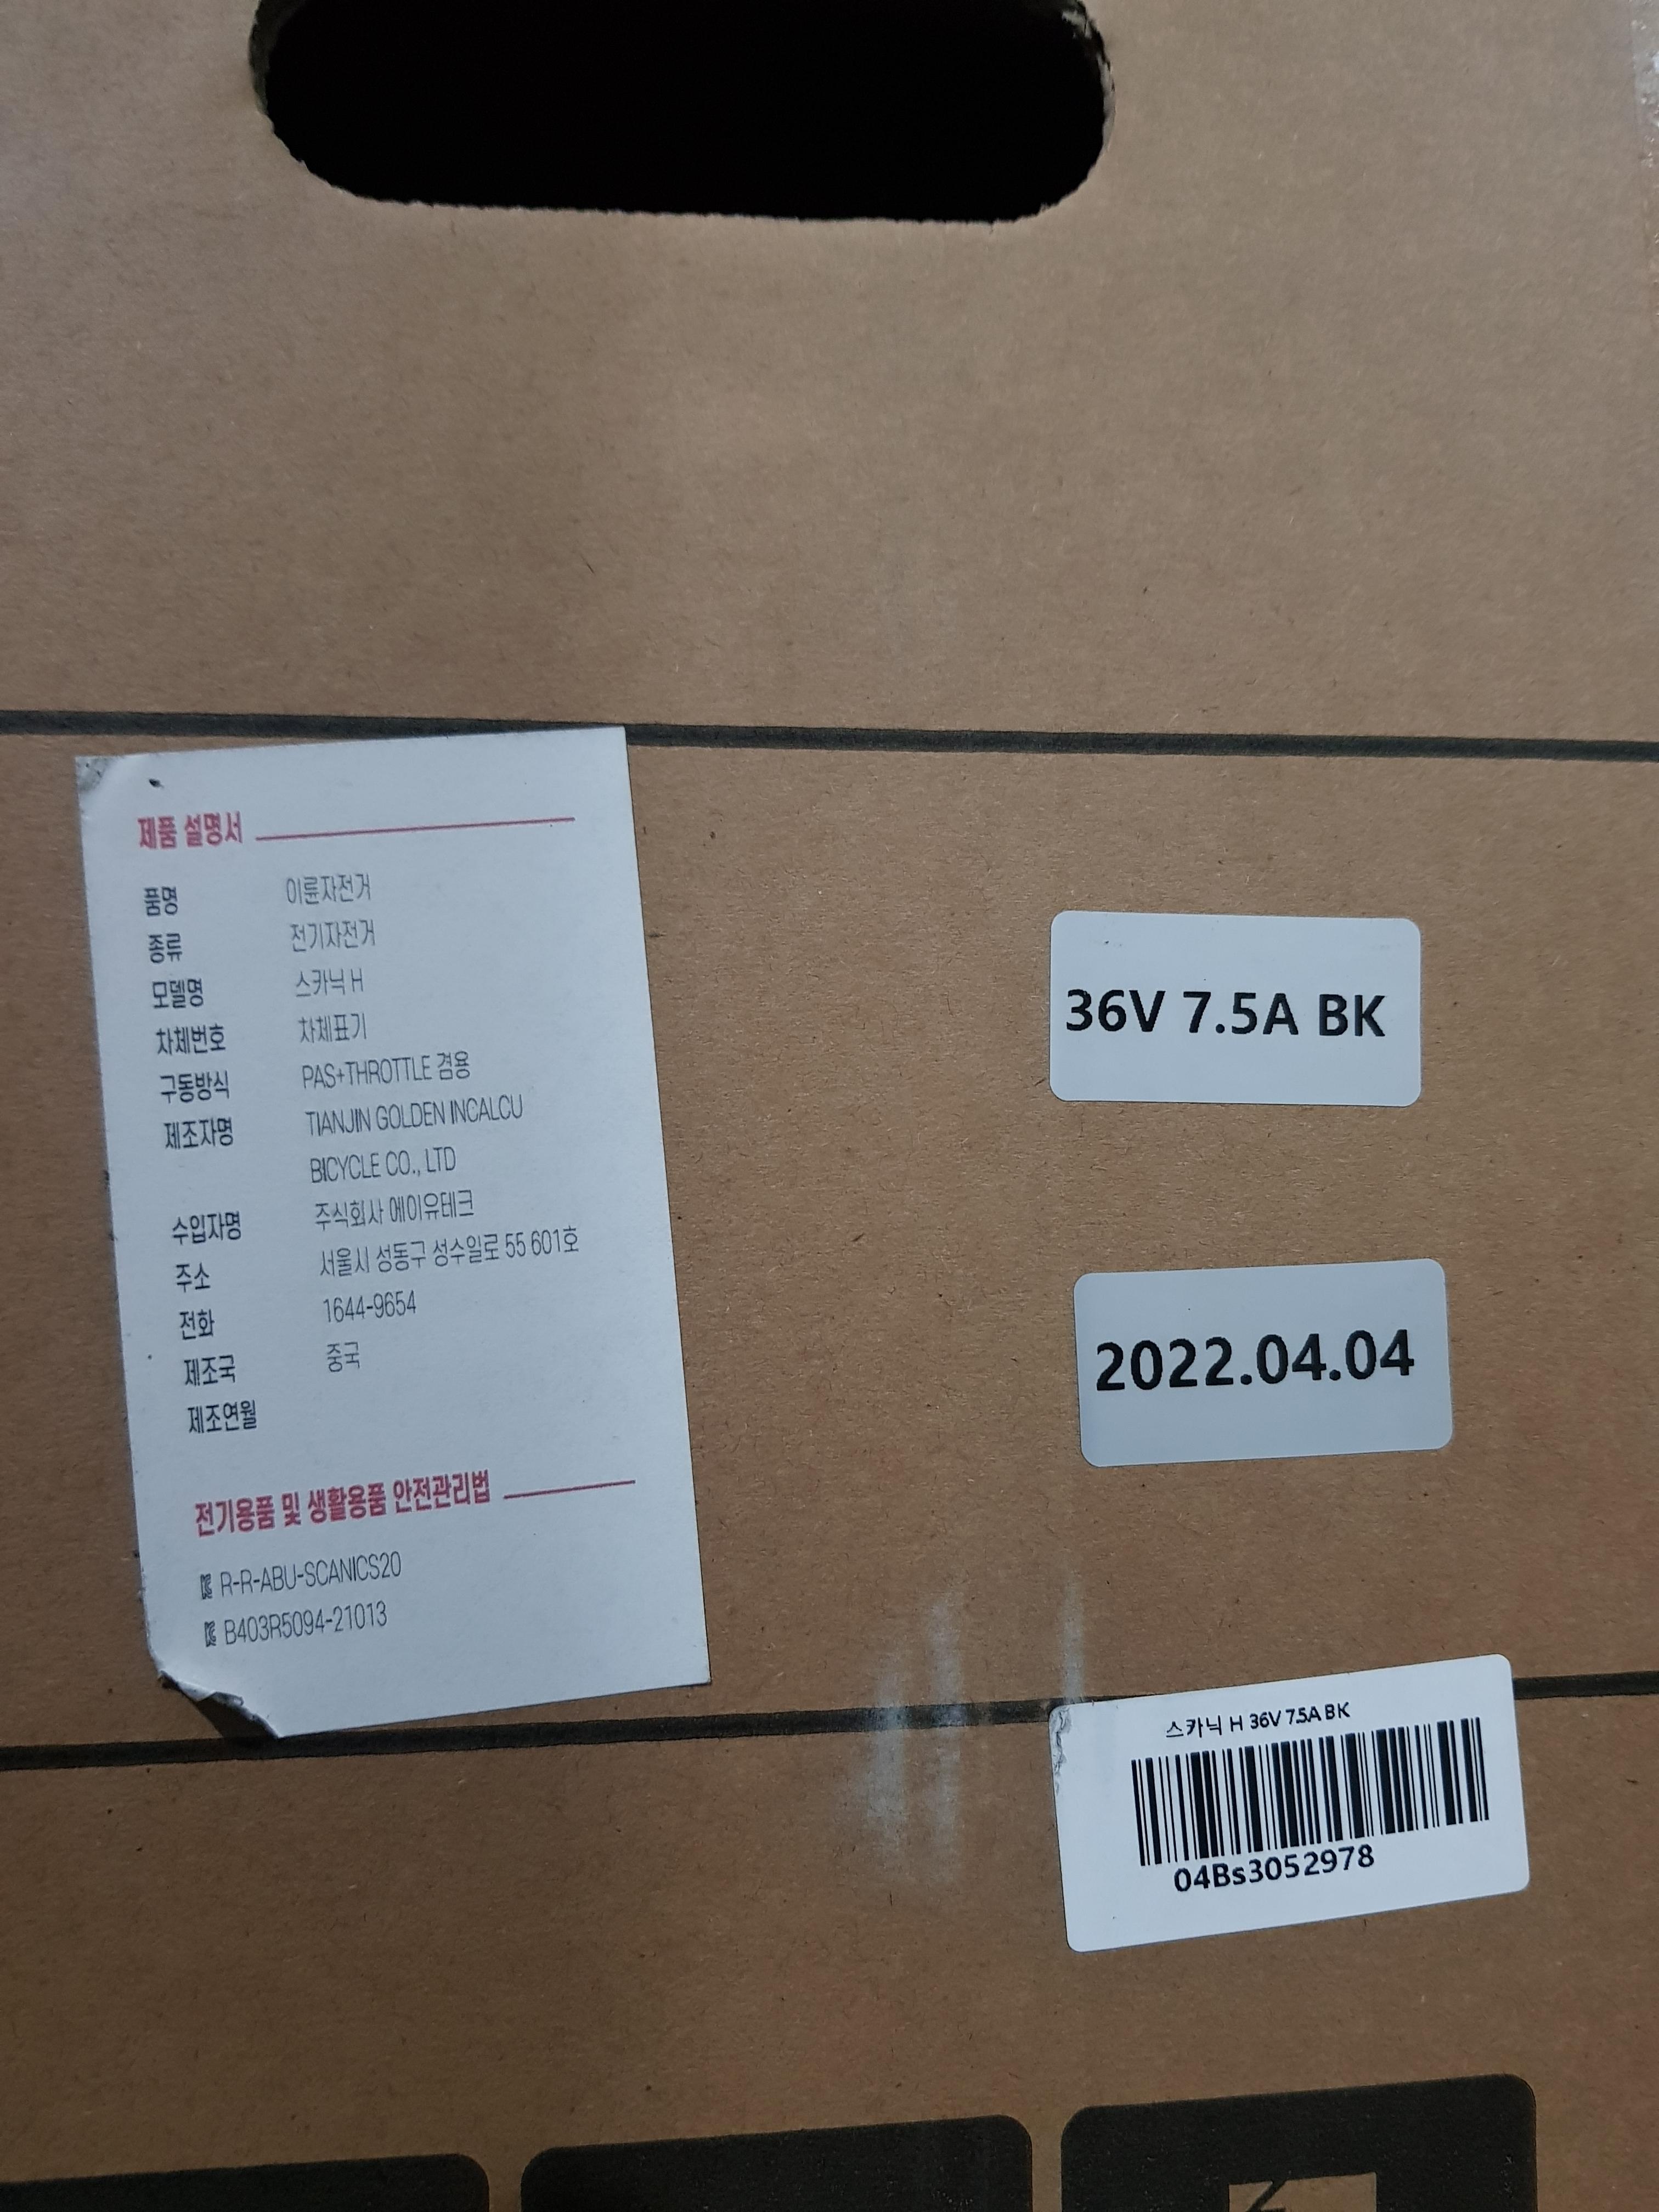 제품 설명서
품명 이륜자전거
종류 전기자전거
모델명 스카닉 H
차체번호 차체표기
구동방식 PAS+THROTTLE 겸용
제조자명 TIANJIN GOLDEN INCALCU
BICYCLE CO., LTD
수입자명 주식회사 에이유테크
주소 서울시 성동구 성수일로 55 601호
전화 1644-9654
제조국 중국
제조연월
전기용품 및 생활용품 안전관리법
R-R-ABU-SCANICS20
B403R5094-21013
36V 7.5A BK
2022.04.04
스카닉 H 36V 7.5A BK
04Bs3052978